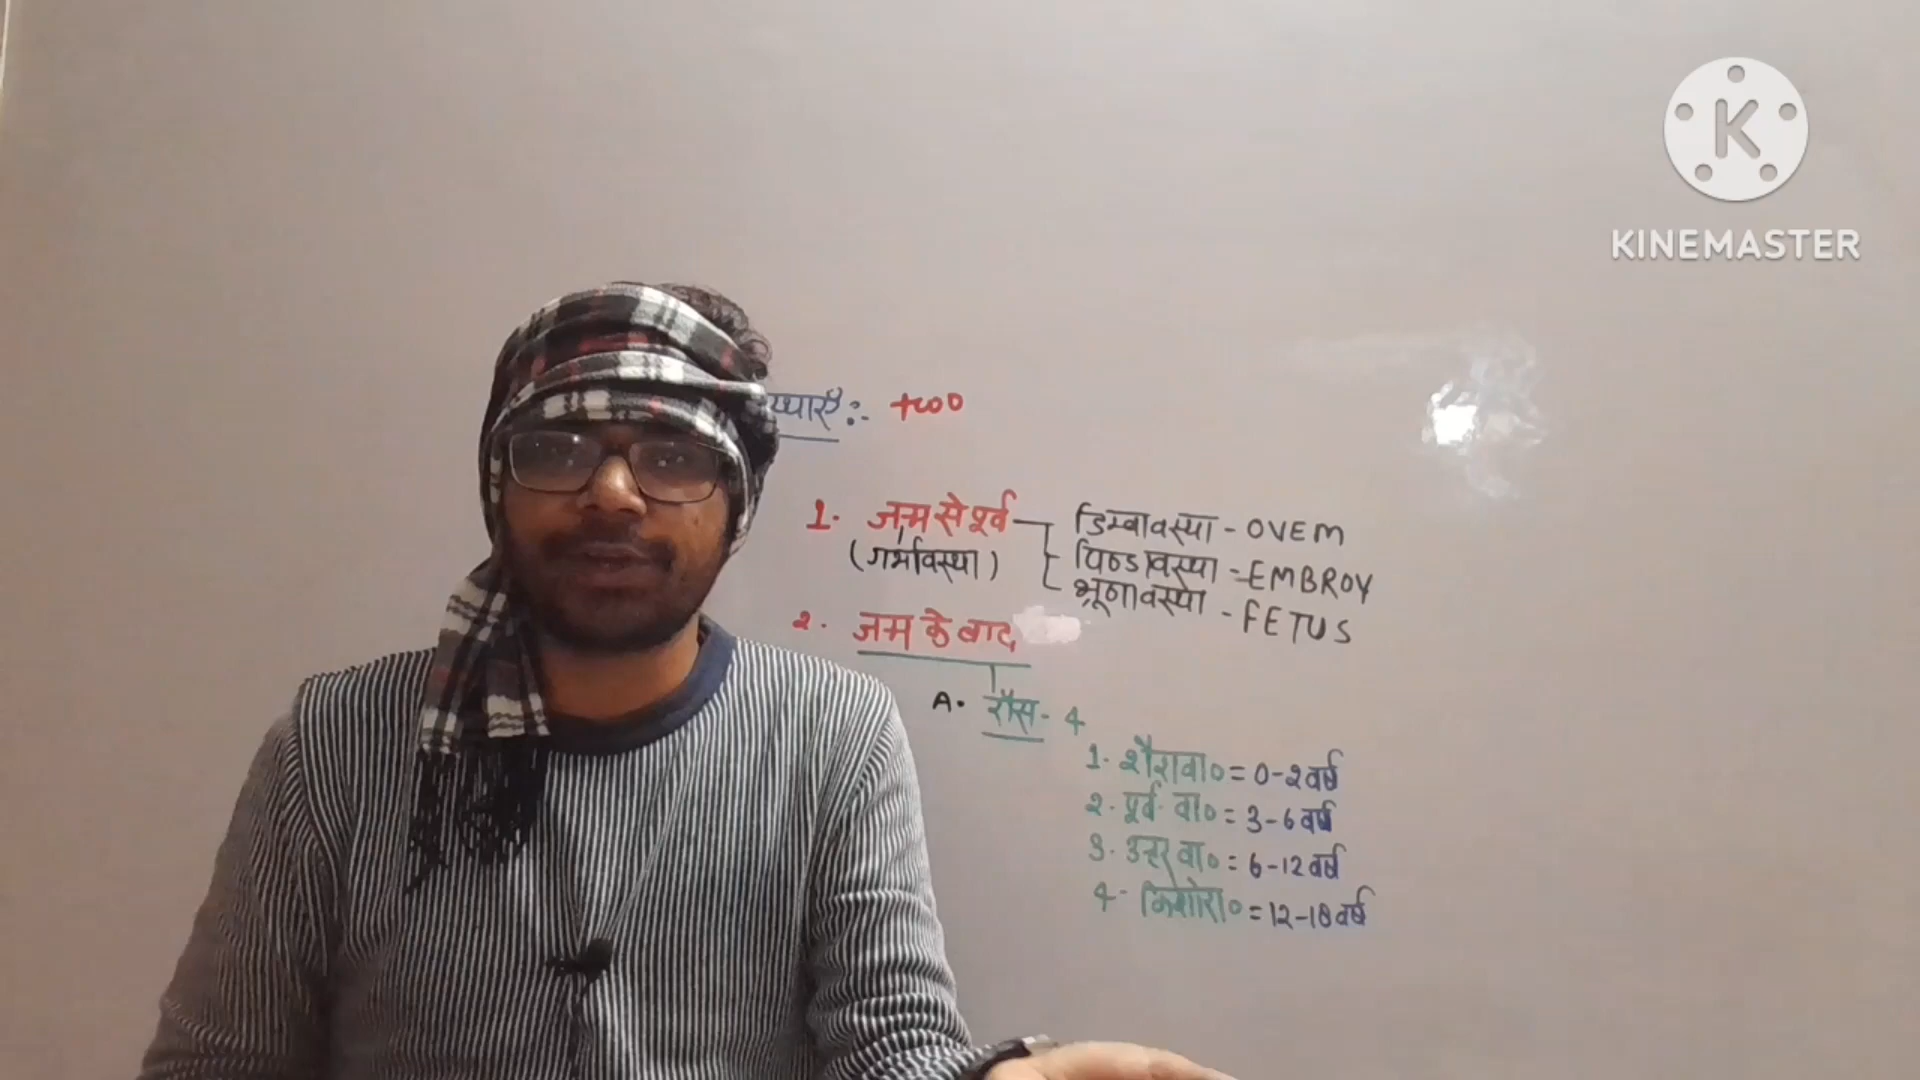 K
KINEMASTER
1. जन्म से पूर्व
डिम्बावस्था - OVEM
(गर्भावस्था)
पिण्डावस्था - EMBROY
भ्रूणावस्था - FETUS
2. जन्म के बाद
A. रॉस - 4
1. शैशवा० = 0-2 वर्ष
2. पूर्व वा० = 3-6 वर्ष
3. उत्तर वा० = 6-12 वर्ष
4- किशोरा० = 12-18 वर्ष